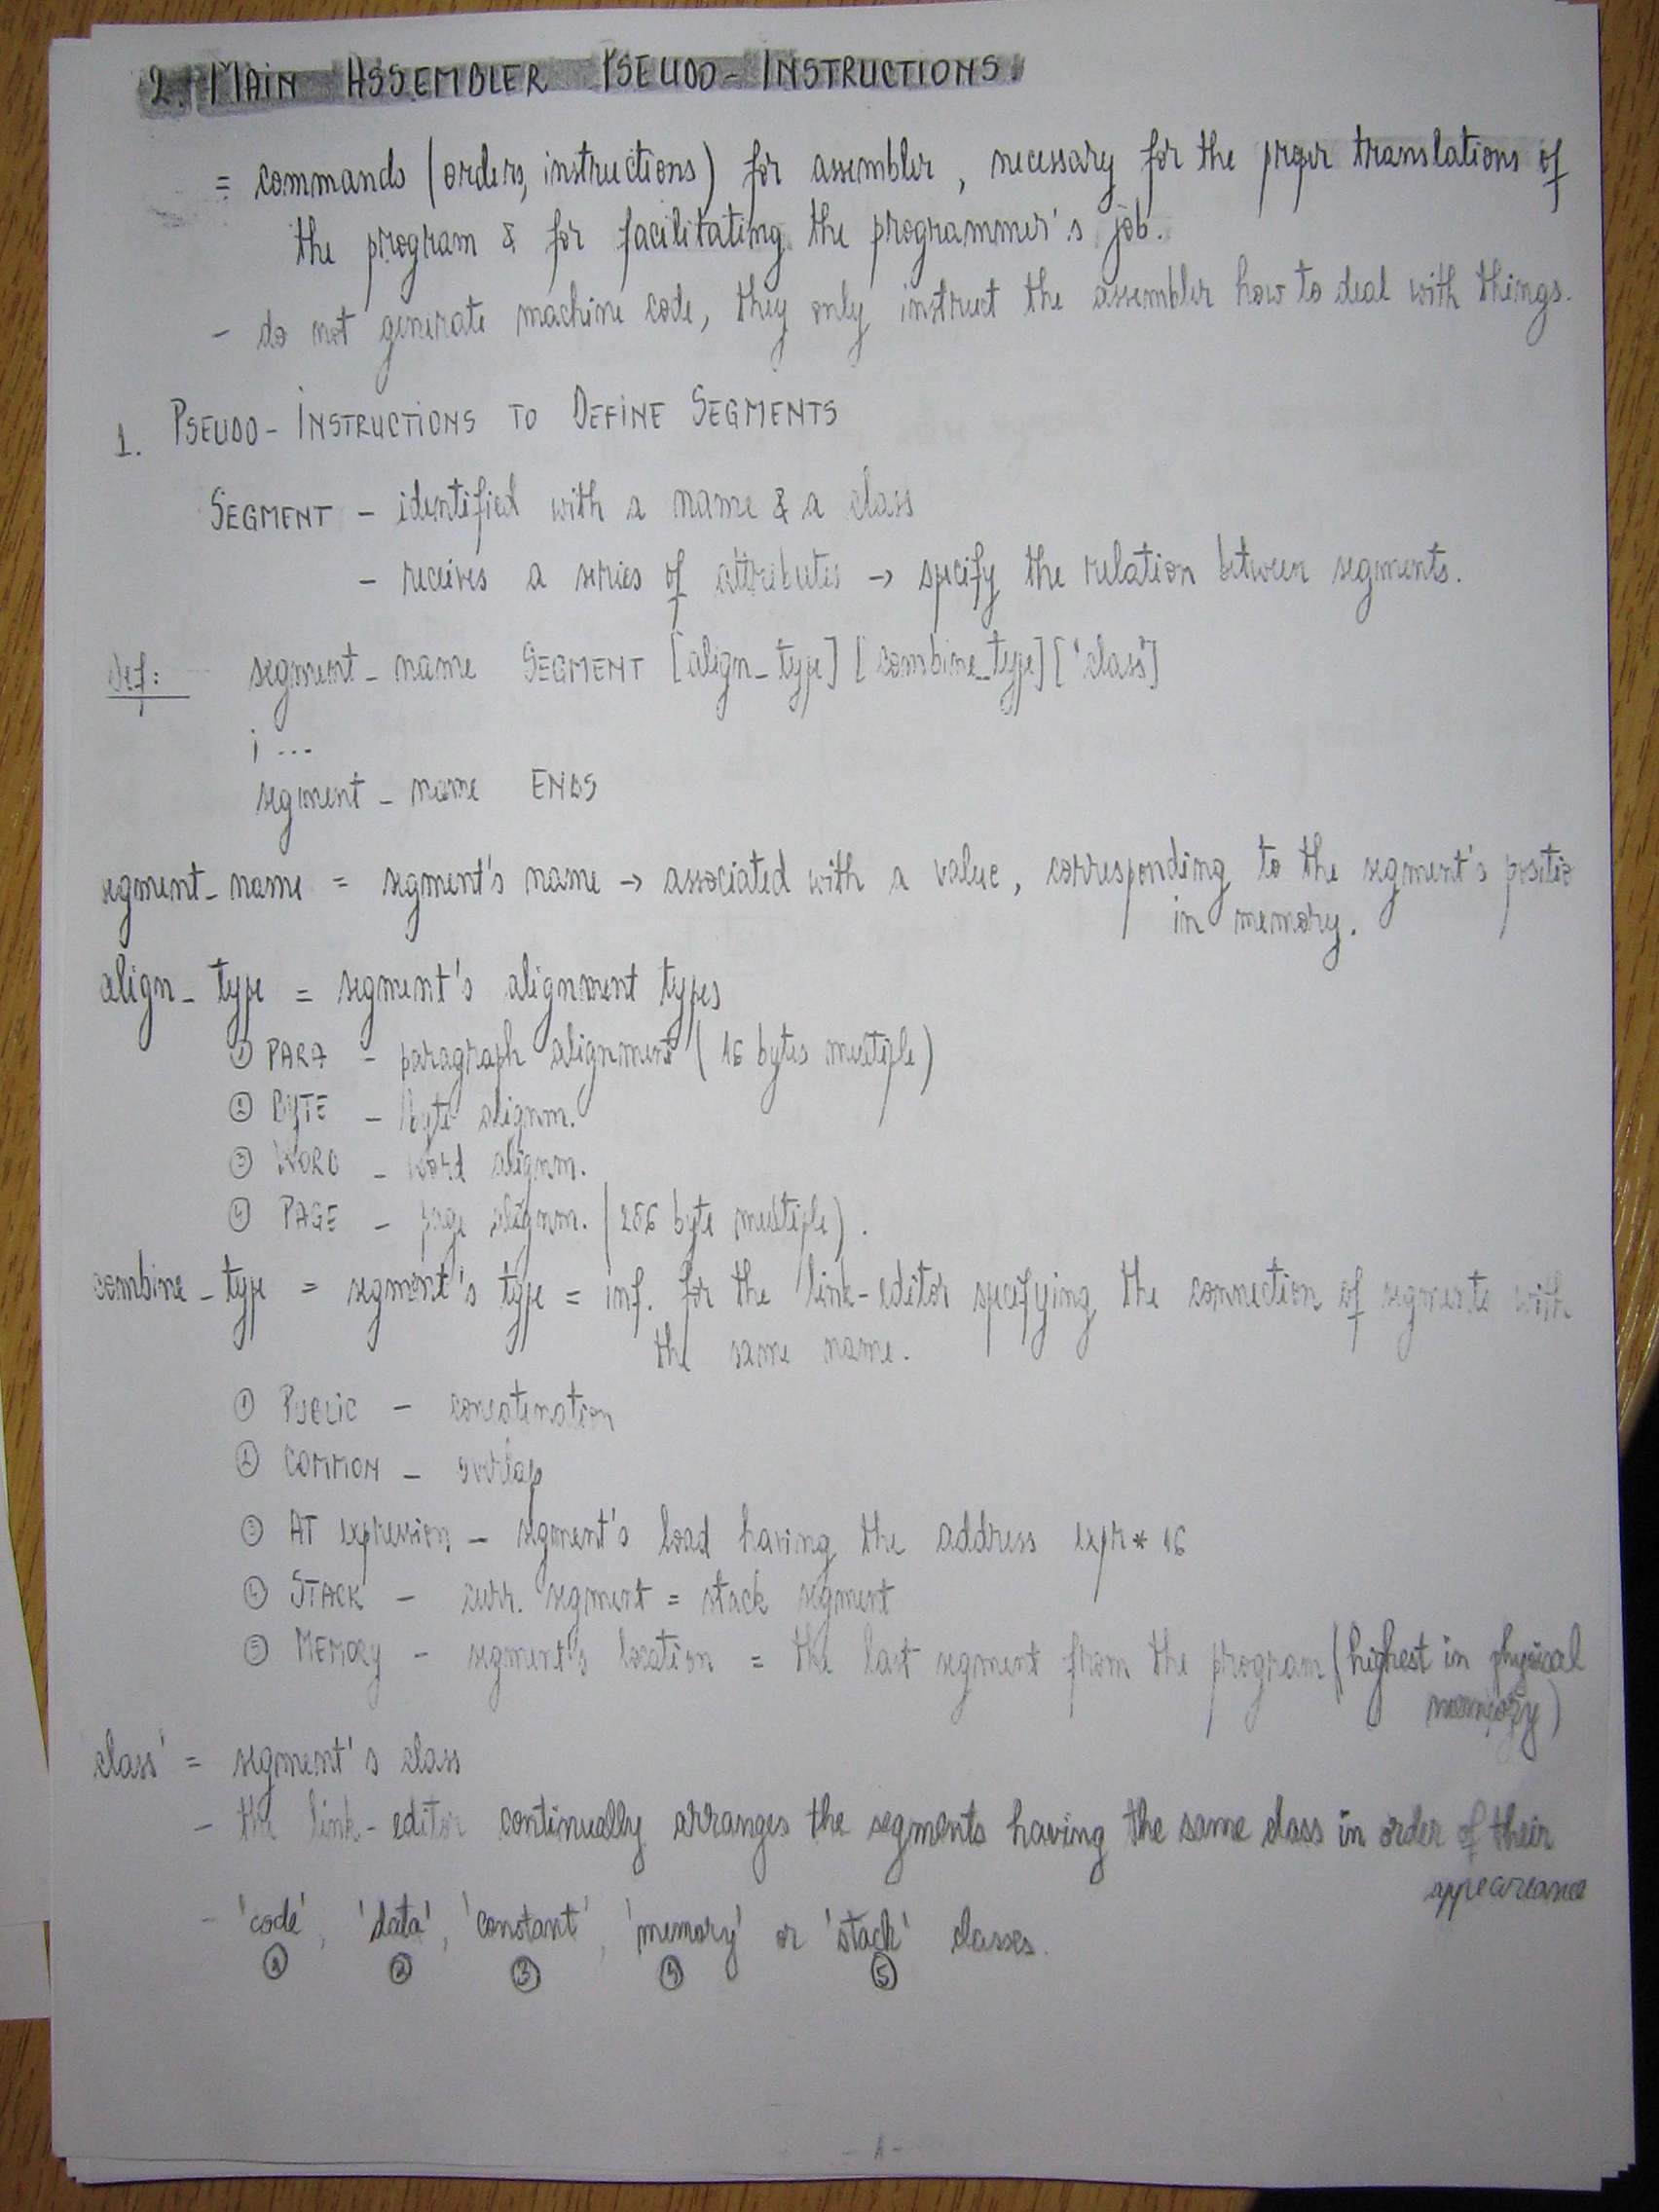 2. MAIN ASSEMBLER PSEUDO-INSTRUCTIONS.
= commands (orders, instructions) for assembler, necessary for the proper translations of
the program & for facilitating the programmer's job.
- do not generate machine code, they only instruct the assembler how to deal with things.
1. PSEUDO-INSTRUCTIONS TO DEFINE SEGMENTS
SEGMENT - identified with a name & a class
- receives a series of attributes → specify the relation between segments.
def: segment_name SEGMENT [align_type] [combine_type] ['class']
; ...
segment_name ENDS
segment_name = segment's name → associated with a value, corresponding to the segment's positio
in memory.
align_type = segment's alignment types
① PARA - paragraph alignment (16 bytes multiple)
② BYTE - byte alignm.
③ WORD - word alignm.
④ PAGE - page alignm. (256 byte multiple).
combine_type = segment's type = inf. for the link-editor specifying the connection of segments with
the same name.
① PUBLIC - concatenation
② COMMON - overlap
③ AT expression - segment's load having the address expr * 16
④ STACK - curr. segment = stack segment
⑤ MEMORY - segment's location = the last segment from the program (highest in physical
memory)
class' = segment's class
- the link-editor continually arranges the segments having the same class in order of their
appeareance
- 'code', 'data', 'constant', 'memory' or 'stack' classes.
① ② ③ ④ ⑤